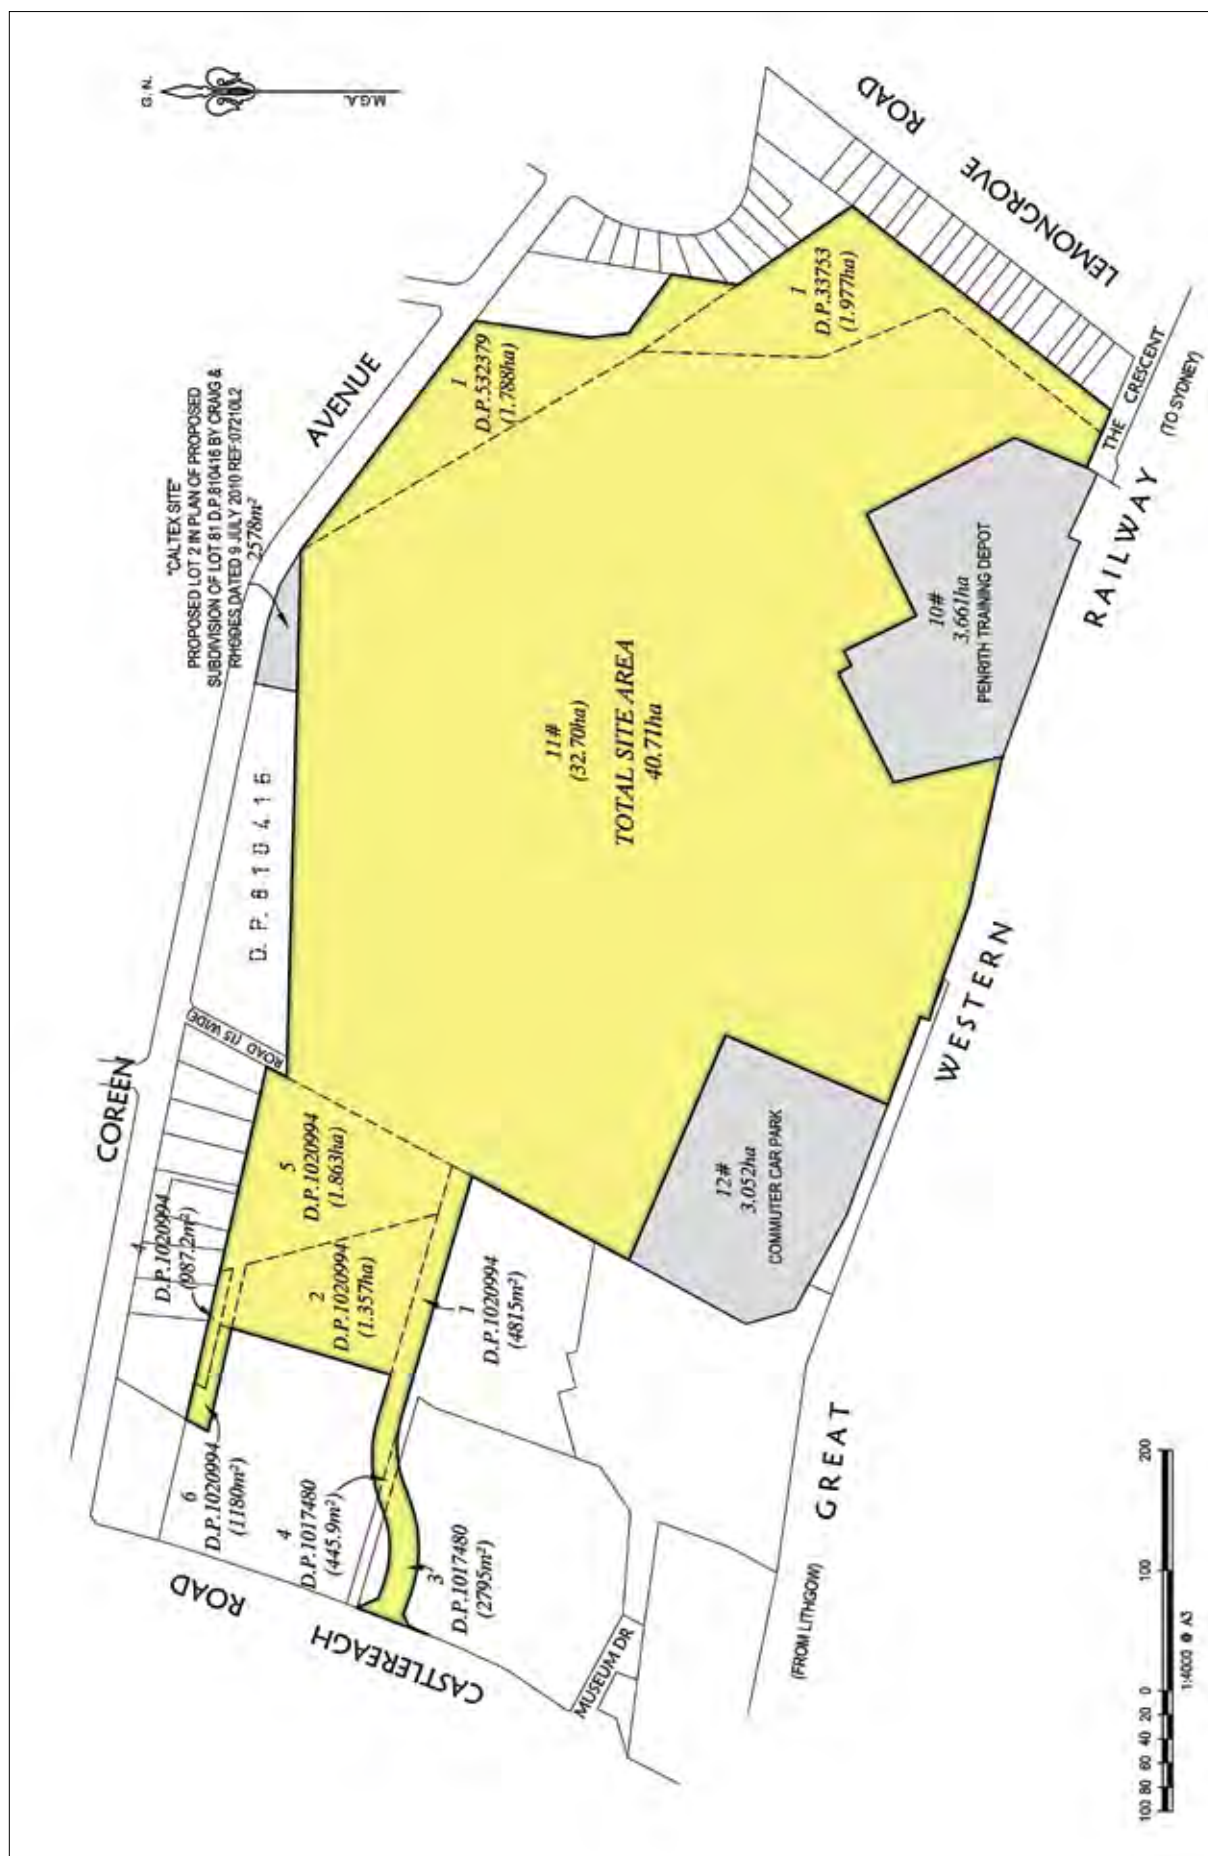 G. N.
M.G.A.
"CALTEX SITE"
PROPOSED LOT 2 IN PLAN OF PROPOSED
SUBDIVISION OF LOT 81 D.P.810416 BY CRAIG &
RHODES,DATED 9 JULY 2010 REF:07210L2
2578m²
COREEN
AVENUE
ROAD
LEMONGROVE
D.P. 810416
ROAD (15 WIDE
1
D.P.532379
(1.788ha)
1
D.P.33753
(1.977ha)
4
D.P.1020994
(987.2m²)
5
D.P.1020994
(1.863ha)
2
D.P.1020994
(1.357ha)
1
D.P.1020994
(4815m²)
6
D.P.1020994
(1180m²)
4
D.P.1017480
(445.9m²)
3
D.P.1017480
(2795m²)
11#
(32.70ha)
TOTAL SITE AREA
40.71ha
10#
3.661ha
PENRITH TRAINING DEPOT
12#
3.052ha
COMMUTER CAR PARK
CASTLEREAGH
ROAD
MUSEUM DR
(FROM LITHGOW)
GREAT
WESTERN
RAILWAY
THE CRESCENT
(TO SYDNEY)
100 80 60 40 20 0 100 200
1:4000 @ A3